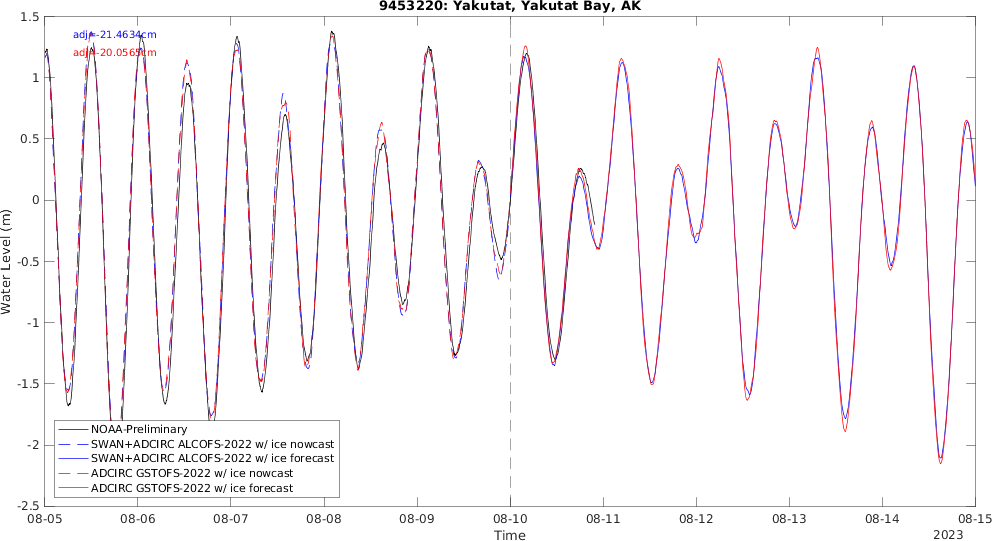 9453220: Yakutat, Yakutat Bay, AK
adj=-21.4634cm
adj=-20.0565cm
Water Level (m)
1.5
1
0.5
0
-0.5
-1
-1.5
-2
-2.5
NOAA-Preliminary
SWAN+ADCIRC ALCOFS-2022 w/ ice nowcast
SWAN+ADCIRC ALCOFS-2022 w/ ice forecast
ADCIRC GSTOFS-2022 w/ ice nowcast
ADCIRC GSTOFS-2022 w/ ice forecast
08-05 08-06 08-07 08-08 08-09 08-10 08-11 08-12 08-13 08-14 08-15
Time
2023